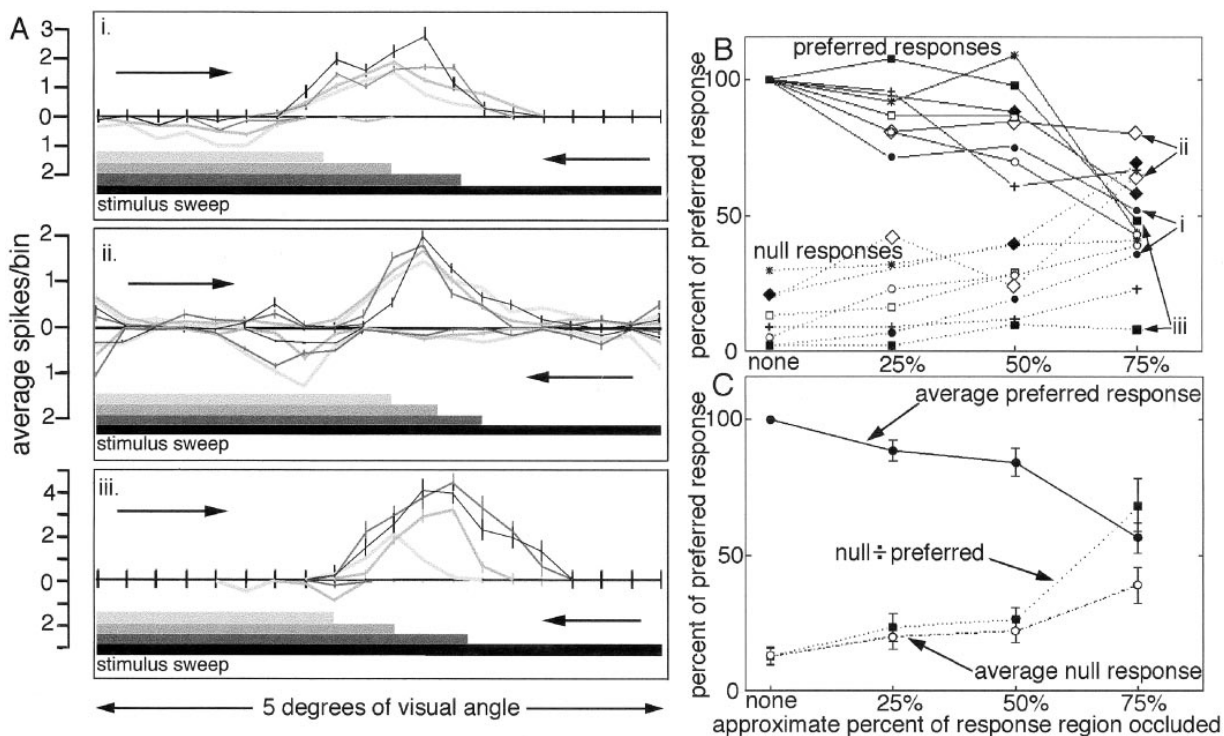 A
average spikes/bin
i.
3
2
1
0
1
2
stimulus sweep
ii.
2
1
0
1
2
stimulus sweep
iii.
4
2
0
2
stimulus sweep
5 degrees of visual angle
B
percent of preferred response
preferred responses
100
ii
50
i
null responses
iii
0
none 25% 50% 75%
C
percent of preferred response
average preferred response
100
null÷preferred
50
average null response
0
none 25% 50% 75%
approximate percent of response region occluded